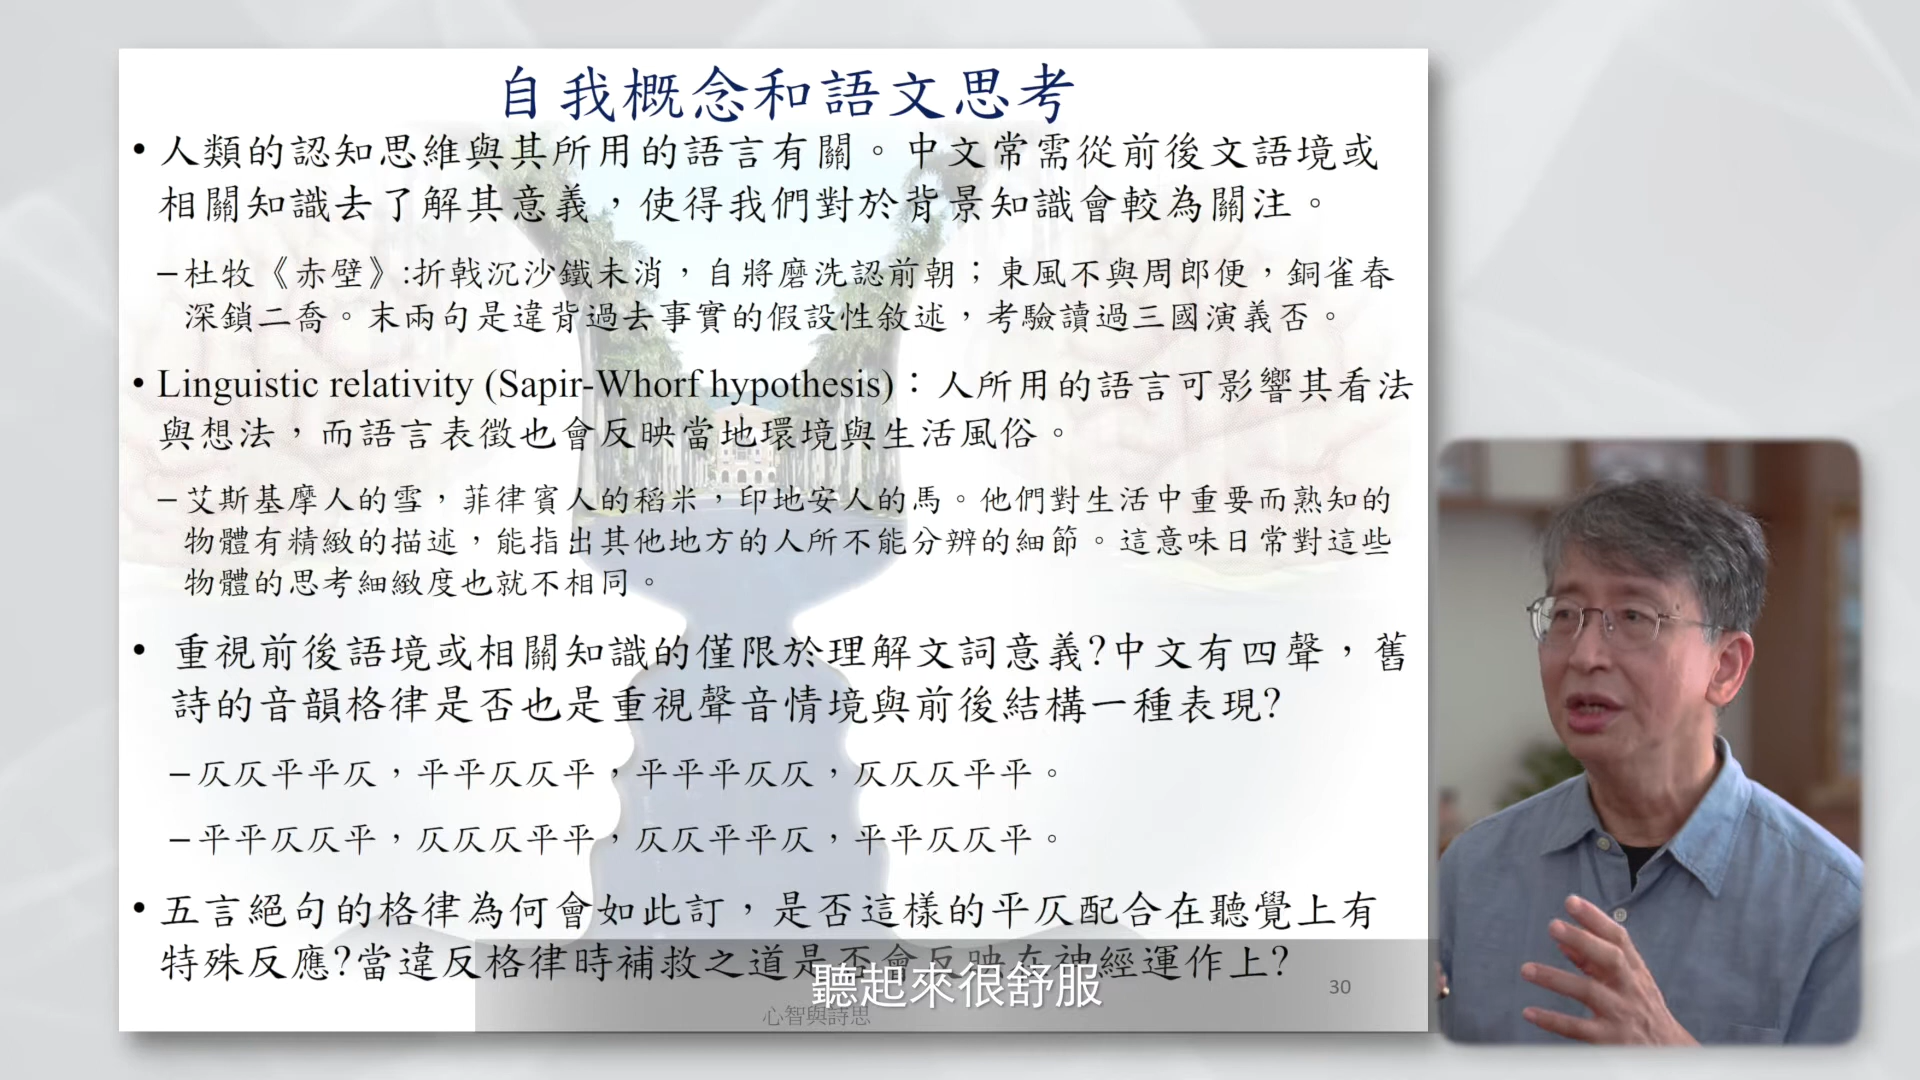 自我概念和語文思考
• 人類的認知思維與其所用的語言有關。中文常需從前後文語境或
相關知識去了解其意義，使得我們對於背景知識會較為關注。
–杜牧《赤壁》:折戟沉沙鐵未消，自將磨洗認前朝；東風不與周郎便，銅雀春
深鎖二喬。末兩句是違背過去事實的假設性敘述，考驗讀過三國演義否。
• Linguistic relativity (Sapir-Whorf hypothesis)：人所用的語言可影響其看法
與想法，而語言表徵也會反映當地環境與生活風俗。
–艾斯基摩人的雪，菲律賓人的稻米，印地安人的馬。他們對生活中重要而熟知的
物體有精緻的描述，能指出其他地方的人所不能分辨的細節。這意味日常對這些
物體的思考細緻度也就不相同。
• 重視前後語境或相關知識的僅限於理解文詞意義?中文有四聲，舊
詩的音韻格律是否也是重視聲音情境與前後結構一種表現?
–仄仄平平仄，平平仄仄平，平平平仄仄，仄仄仄平平。
–平平仄仄平，仄仄仄平平，仄仄平平仄，平平仄仄平。
• 五言絕句的格律為何會如此訂，是否這樣的平仄配合在聽覺上有
特殊反應?當違反格律時補救之道是否會反映在神經運作上?
聽起來很舒服
30
心智與詩思